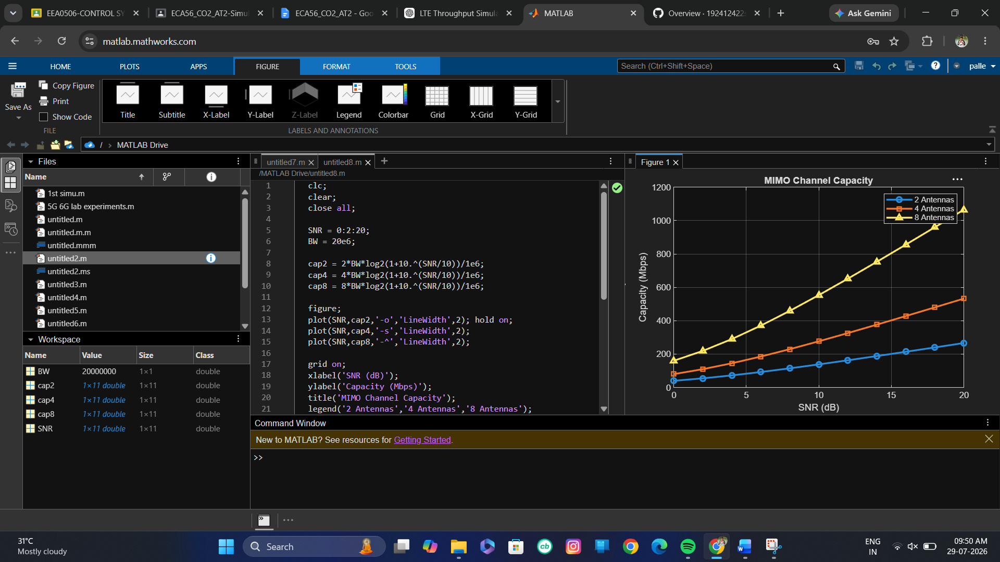 EEA0506-CONTROL SY
ECA56_CO2_AT2-Simul
ECA56_CO2_AT2 - Goo
LTE Throughput Simula
MATLAB
Overview · 192412422
Ask Gemini
matlab.mathworks.com
HOME
PLOTS
APPS
FIGURE
FORMAT
TOOLS
Search (Ctrl+Shift+Space)
palle
Save As
Copy Figure
Print
Show Code
FILE
Title
Subtitle
X-Label
Y-Label
Z-Label
Legend
Colorbar
Grid
X-Grid
Y-Grid
LABELS AND ANNOTATIONS
/ › MATLAB Drive
Files
Name
1st simu.m
5G 6G lab experiments.m
untitled.m
untitled.m.m
untitled.mmm
untitled2.m
untitled2.ms
untitled3.m
untitled4.m
untitled5.m
untitled6.m
Workspace
Name Value Size Class
BW 20000000 1×1 double
cap2 1×11 double 1×11 double
cap4 1×11 double 1×11 double
cap8 1×11 double 1×11 double
SNR 1×11 double 1×11 double
untitled7.m
untitled8.m
/MATLAB Drive/untitled8.m
1 clc;
2 clear;
3 close all;
4
5 SNR = 0:2:20;
6 BW = 20e6;
7
8 cap2 = 2*BW*log2(1+10.^(SNR/10))/1e6;
9 cap4 = 4*BW*log2(1+10.^(SNR/10))/1e6;
10 cap8 = 8*BW*log2(1+10.^(SNR/10))/1e6;
11
12 figure;
13 plot(SNR,cap2,'-o','LineWidth',2); hold on;
14 plot(SNR,cap4,'-s','LineWidth',2);
15 plot(SNR,cap8,'-^','LineWidth',2);
16
17 grid on;
18 xlabel('SNR (dB)');
19 ylabel('Capacity (Mbps)');
20 title('MIMO Channel Capacity');
21 legend('2 Antennas','4 Antennas','8 Antennas');
Figure 1
MIMO Channel Capacity
2 Antennas
4 Antennas
8 Antennas
Capacity (Mbps)
1200
1000
800
600
400
200
0
0 5 10 15 20
SNR (dB)
Command Window
New to MATLAB? See resources for Getting Started.
>>
31°C
Mostly cloudy
Search
ENG
IN
09:50 AM
29-07-2026